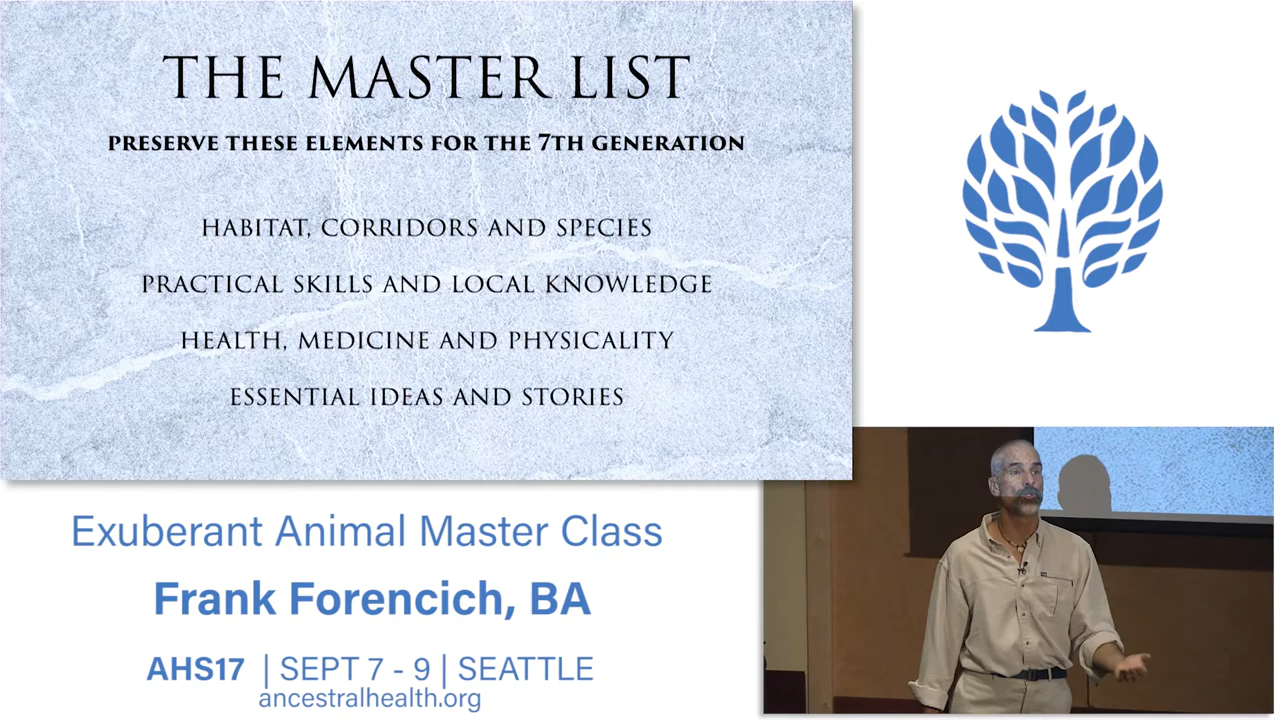 THE MASTER LIST
PRESERVE THESE ELEMENTS FOR THE 7TH GENERATION
HABITAT, CORRIDORS AND SPECIES
PRACTICAL SKILLS AND LOCAL KNOWLEDGE
HEALTH, MEDICINE AND PHYSICALITY
ESSENTIAL IDEAS AND STORIES
Exuberant Animal Master Class
Frank Forencich, BA
AHS17 | SEPT 7 - 9 | SEATTLE
ancestralhealth.org